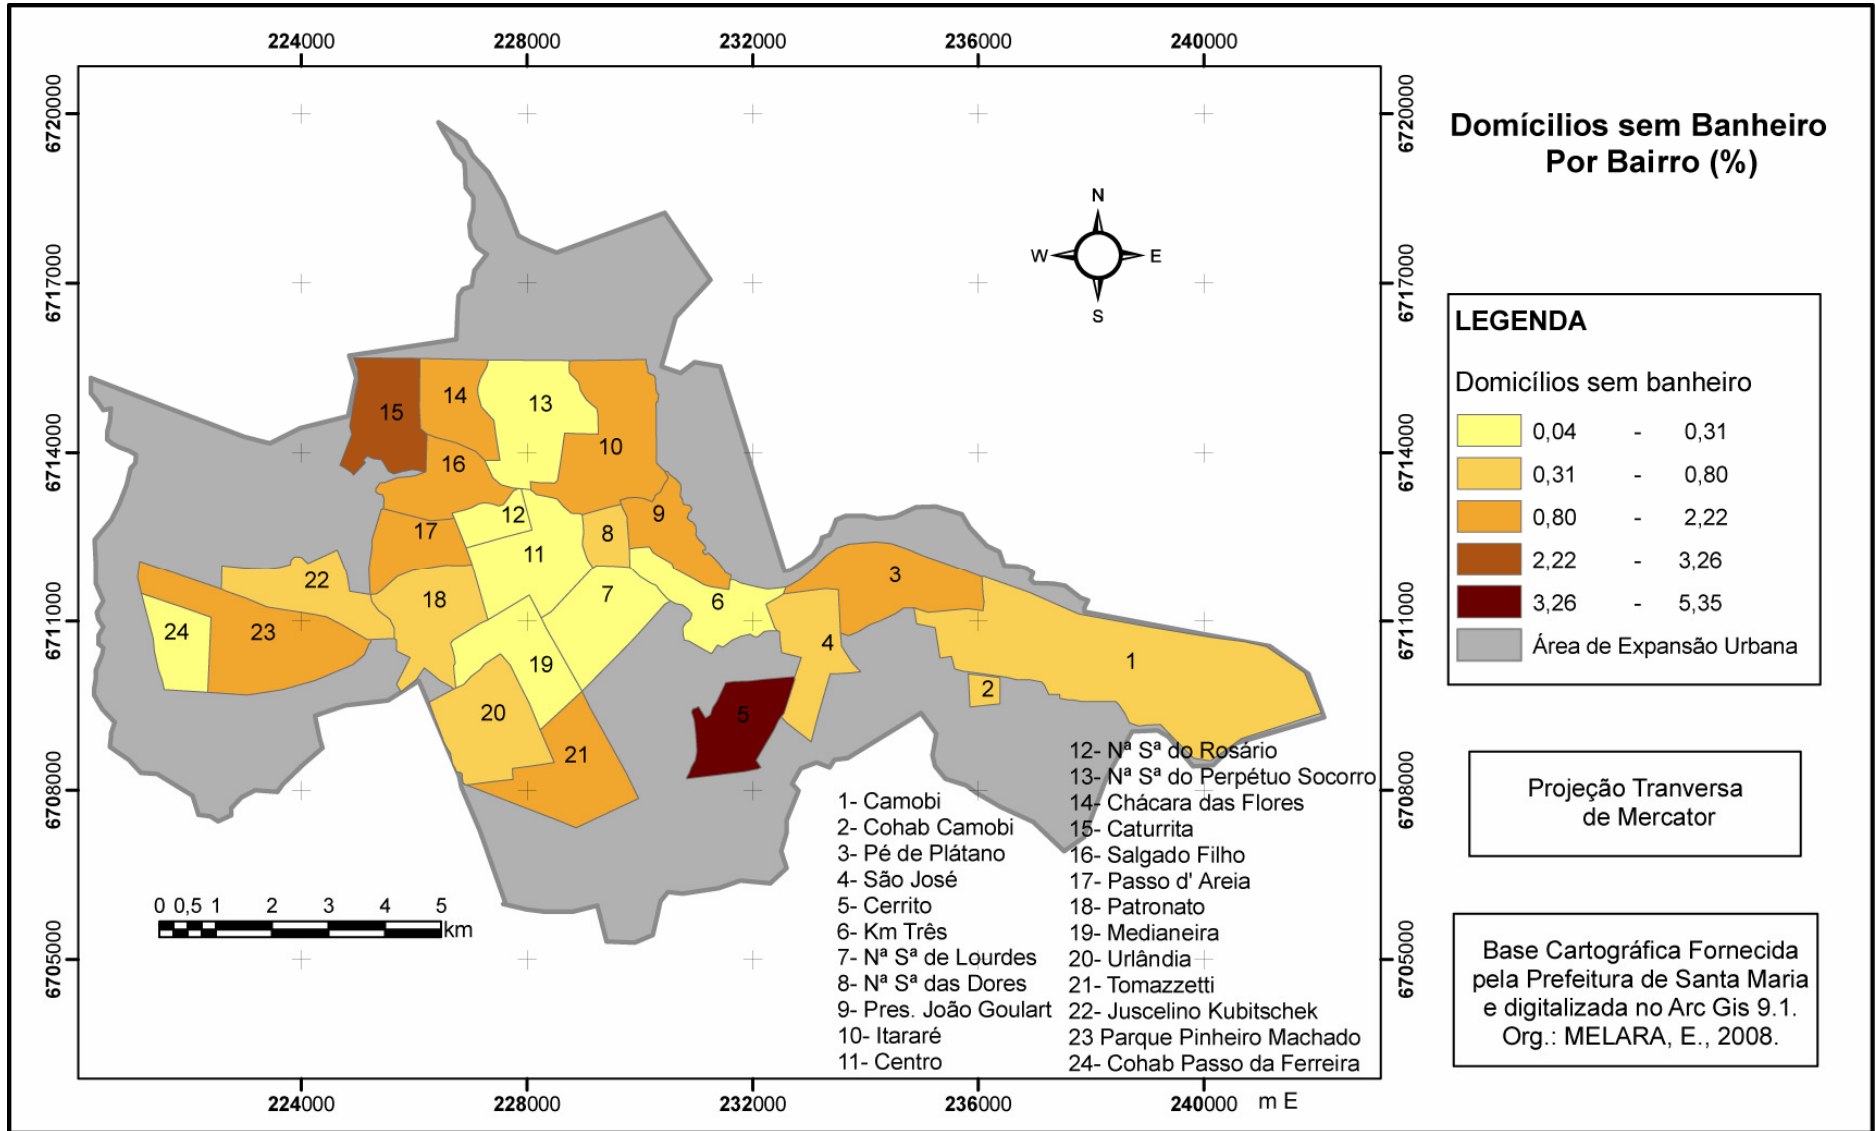 224000 228000 232000 236000 240000
6720000 6720000
Domícilios sem Banheiro
Por Bairro (%)
N
W E
S
6717000 6717000
LEGENDA
Domicílios sem banheiro
0,04 - 0,31
0,31 - 0,80
0,80 - 2,22
2,22 - 3,26
3,26 - 5,35
Área de Expansão Urbana
15 14 13 10
6714000 6714000
16
12 9
17 11 8
22 3
18 7 6
6711000 6711000
24 23 4
19 1
2
20 5
21
6708000 6708000
Projeção Tranversa
de Mercator
1- Camobi
2- Cohab Camobi
3- Pé de Plátano
4- São José
5- Cerrito
6- Km Três
7- Nª Sª de Lourdes
8- Nª Sª das Dores
9- Pres. João Goulart
10- Itararé
11- Centro
12- Nª Sª do Rosário
13- Nª Sª do Perpétuo Socorro
14- Chácara das Flores
15- Caturrita
16- Salgado Filho
17- Passo d' Areia
18- Patronato
19- Medianeira
20- Urlândia
21- Tomazzetti
22- Juscelino Kubitschek
23 Parque Pinheiro Machado
24- Cohab Passo da Ferreira
0 0,5 1 2 3 4 5
km
6705000 6705000
Base Cartográfica Fornecida
pela Prefeitura de Santa Maria
e digitalizada no Arc Gis 9.1.
Org.: MELARA, E., 2008.
224000 228000 232000 236000 240000 m E